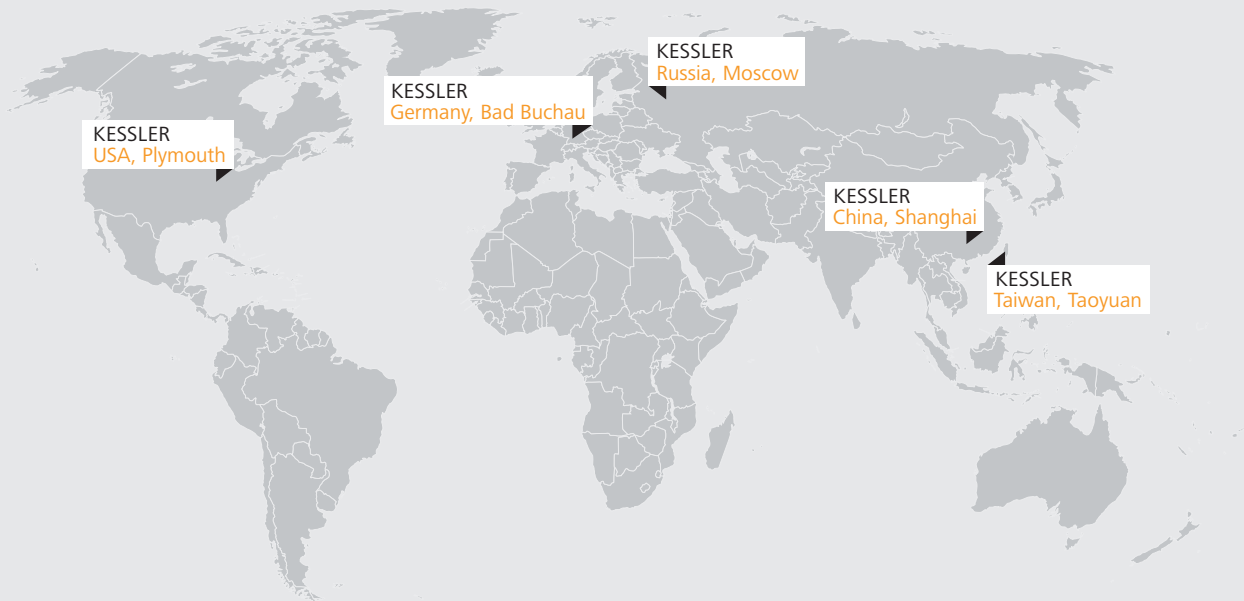 KESSLER
Russia, Moscow
KESSLER
Germany, Bad Buchau
KESSLER
USA, Plymouth
KESSLER
China, Shanghai
KESSLER
Taiwan, Taoyuan